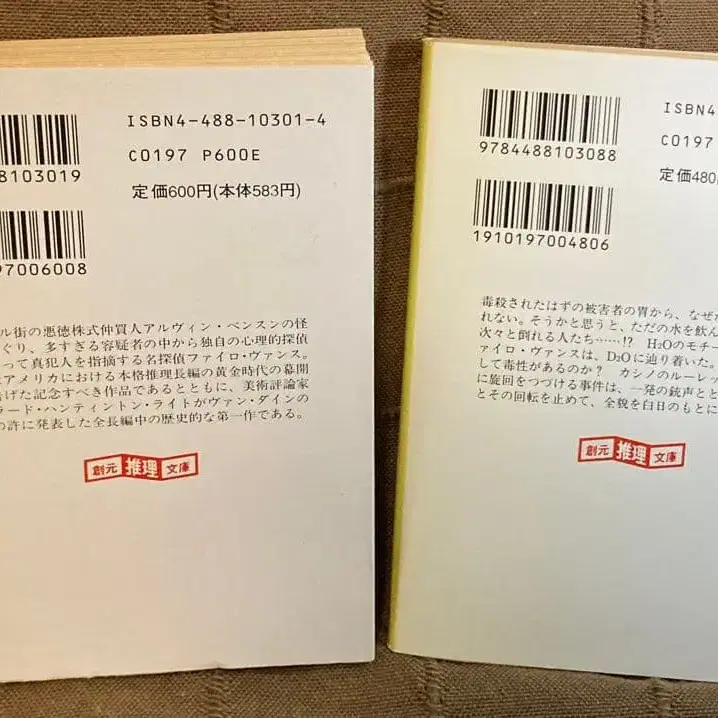 ISBN4-488-10301-4
C0197 P600E
8103019
定価600円(本体583円)
97006008
ル街の悪徳株式仲買人アルヴィン・ベンスンの怪
ぐり、多すぎる容疑者の中から独自の心理的探偵
って真犯人を指摘する名探偵ファイロ・ヴァンス。
アメリカにおける本格推理長編の黄金時代の幕開
げた記念すべき作品であるとともに、美術評論家
ラード・ハンティントン・ライトがヴァン・ダインの
の許に発表した全長編中の歴史的な第一作である。
創元推理文庫
ISBN4
C0197
9784488103088
定価480
1910197004806
毒殺されたはずの被害者の胃から、なぜか
れない。そうかと思うと、ただの水を飲ん
次々と倒れる人たち……!? H2Oのモチー
ァイロ・ヴァンスは、D2Oに辿り着いた。
して毒性があるのか? カシノのルーレッ
に旋回をつづける事件は、一発の銃声とと
とその回転を止めて、全貌を白日のもとに
創元推理文庫